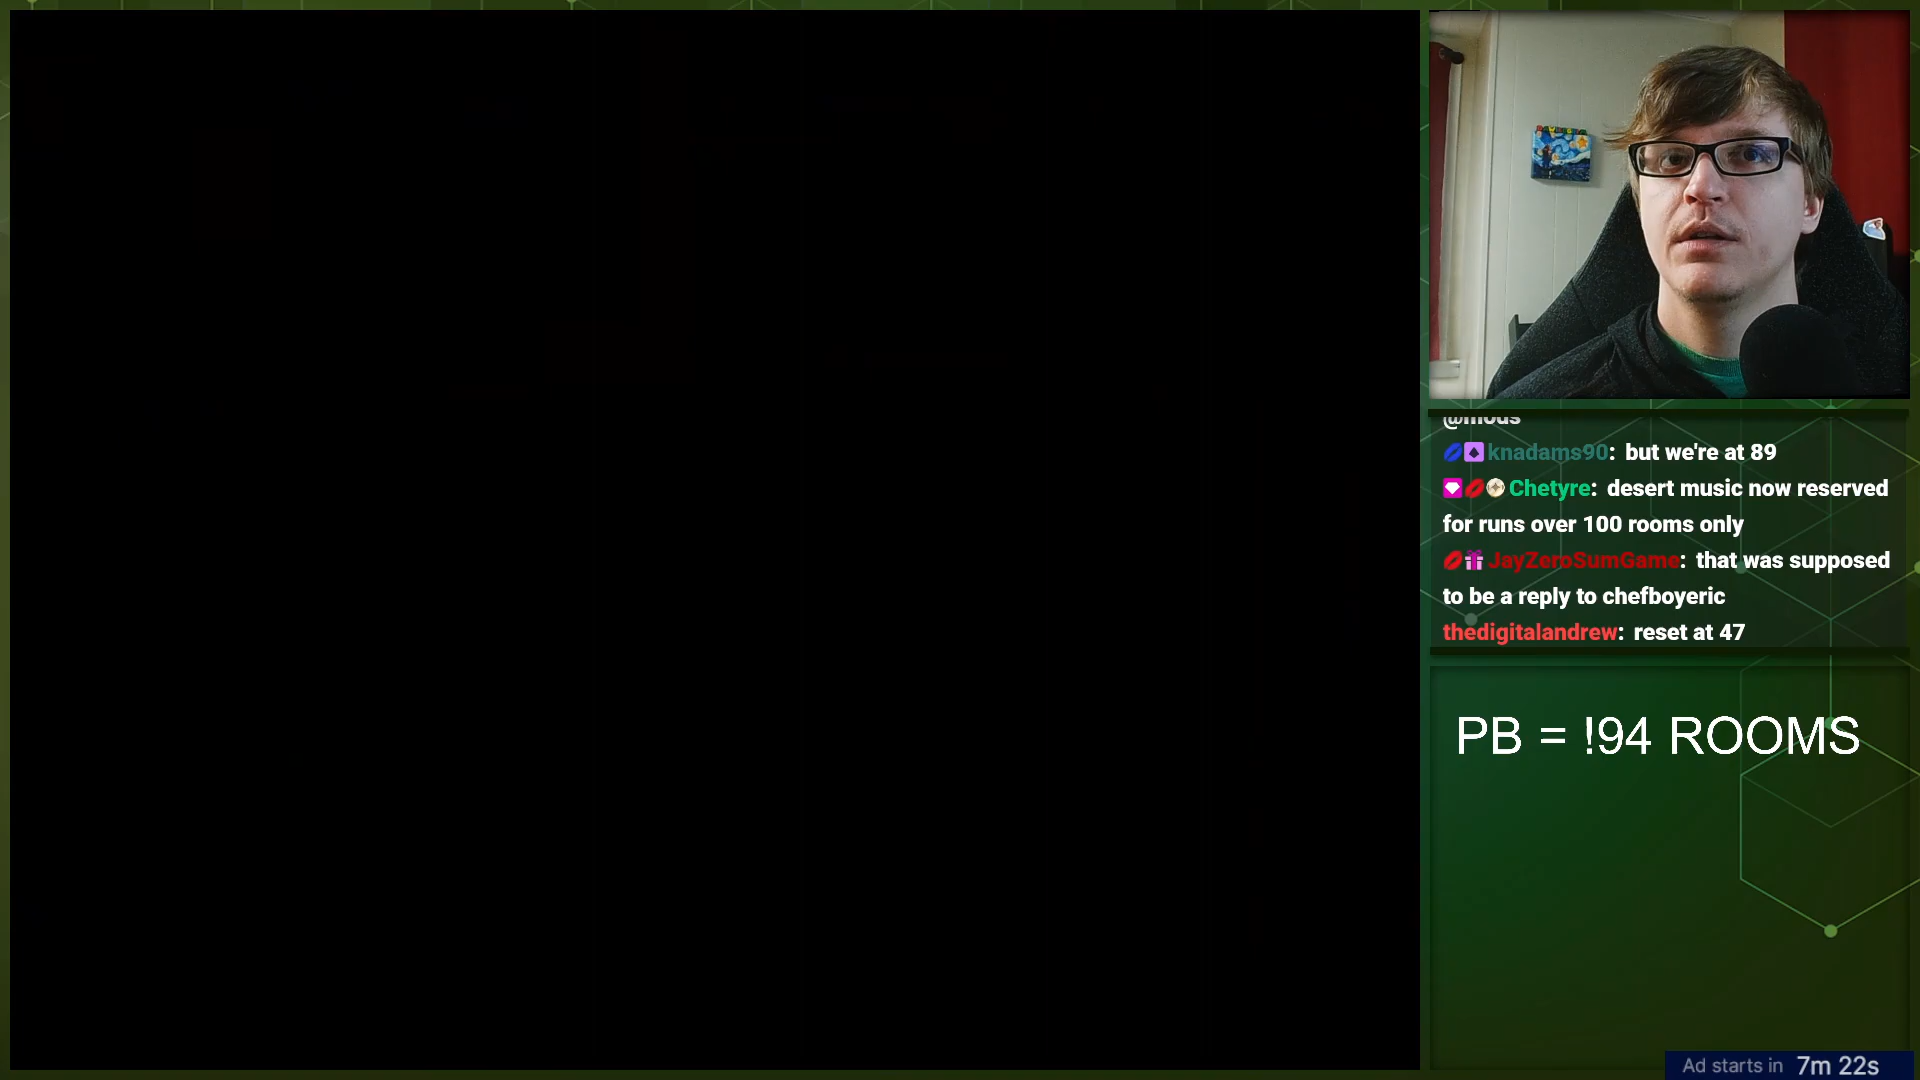 @mods
knadams90: but we're at 89
Chetyre: desert music now reserved
for runs over 100 rooms only
JayZeroSumGame: that was supposed
to be a reply to chefboyeric
thedigitalandrew: reset at 47
PB = !94 ROOMS
Ad starts in 7m 22s